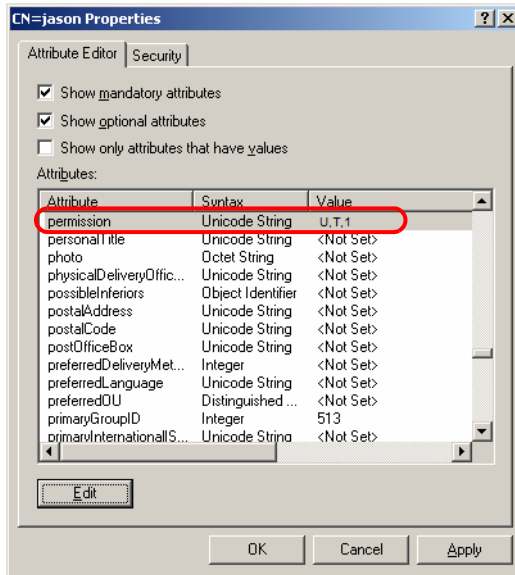 CN=jason Properties
Attribute Editor Security
Show mandatory attributes
Show optional attributes
Show only attributes that have values
Attributes:
Attribute Syntax Value
permission Unicode String U,T,1
personalTitle Unicode String <Not Set>
photo Octet String <Not Set>
physicalDeliveryOffic... Unicode String <Not Set>
possibleInferiors Object Identifier <Not Set>
postalAddress Unicode String <Not Set>
postalCode Unicode String <Not Set>
postOfficeBox Unicode String <Not Set>
preferredDeliveryMet... Integer <Not Set>
preferredLanguage Unicode String <Not Set>
preferredOU Distinguished ... <Not Set>
primaryGroupID Integer 513
primaryInternationalIS... Unicode String <Not Set>
Edit
OK Cancel Apply